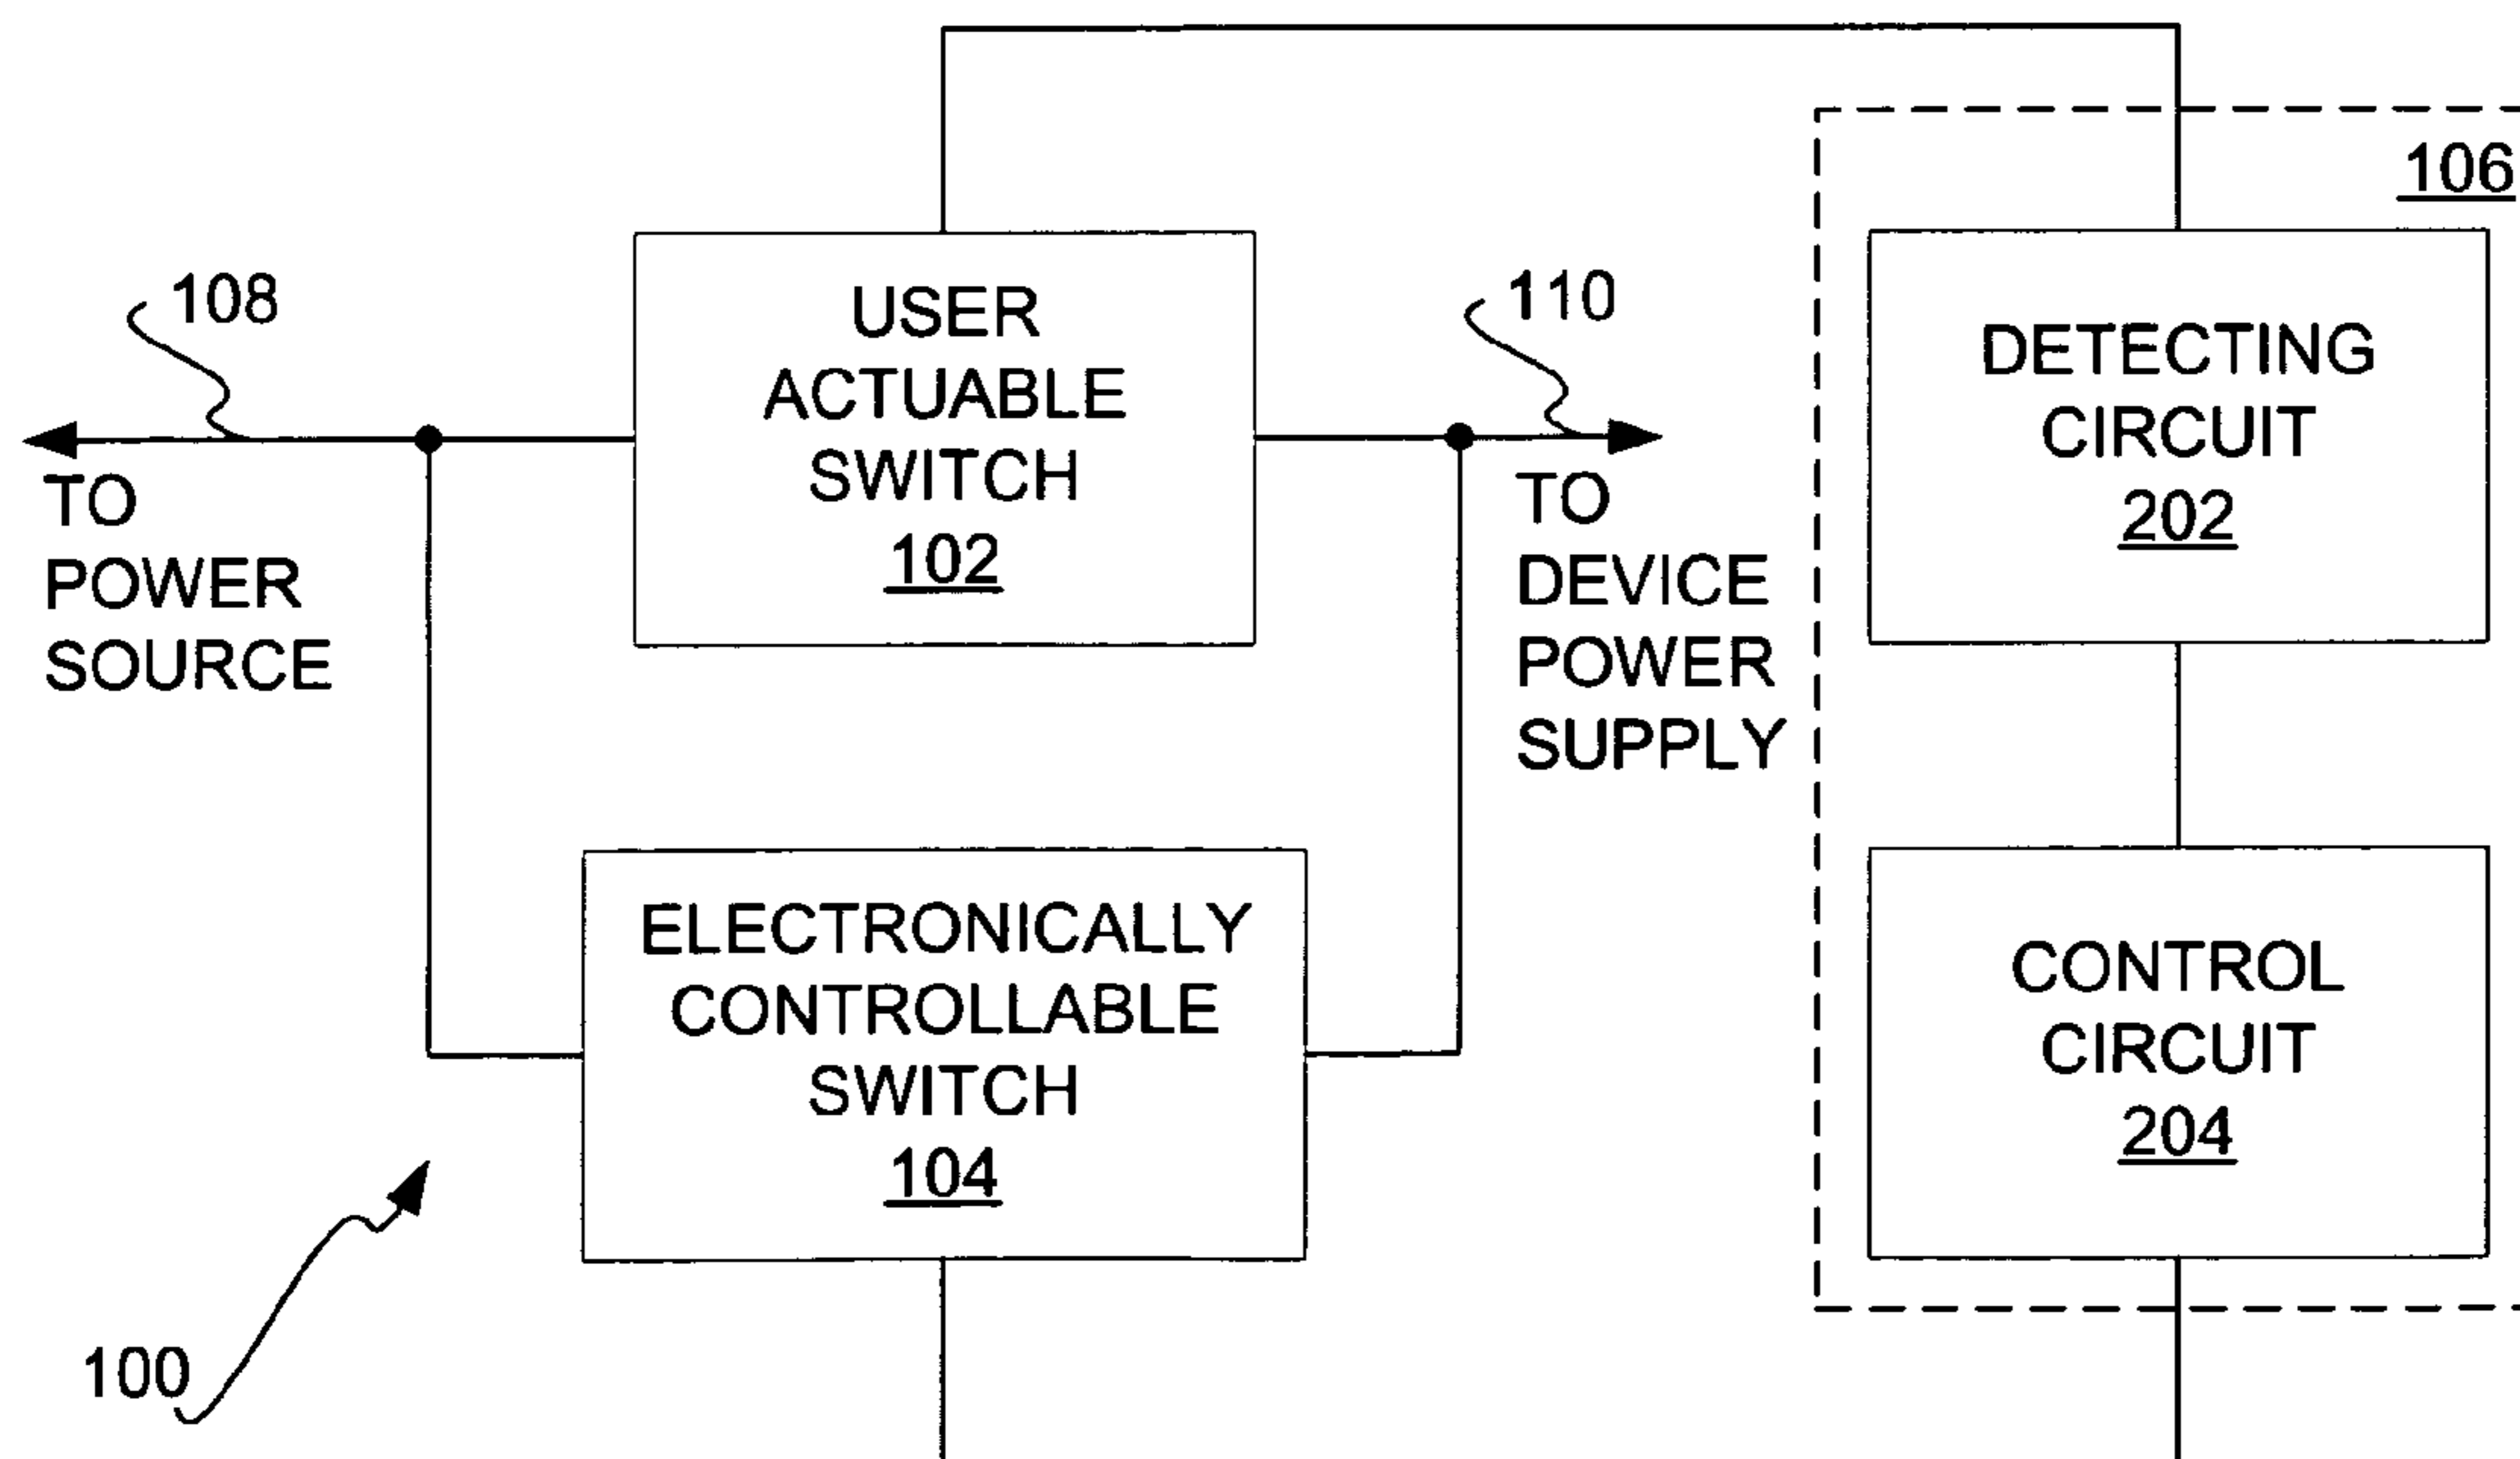 106
108
USER
ACTUABLE
SWITCH
102
110
DETECTING
CIRCUIT
202
TO
POWER
SOURCE
TO
DEVICE
POWER
SUPPLY
ELECTRONICALLY
CONTROLLABLE
SWITCH
104
CONTROL
CIRCUIT
204
100